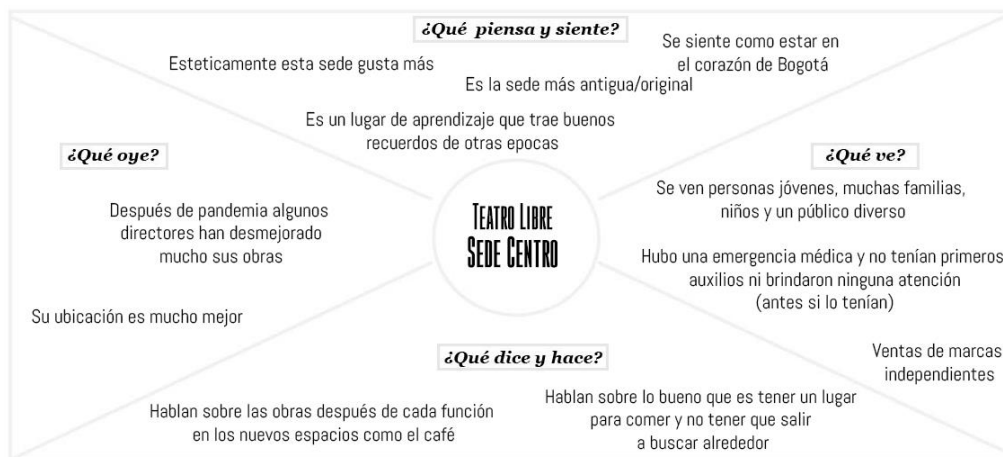 ¿Qué piensa y siente?
Se siente como estar en
el corazón de Bogotá
Esteticamente esta sede gusta más
Es la sede más antigua/original
Es un lugar de aprendizaje que trae buenos
recuerdos de otras epocas
¿Qué oye?
Después de pandemia algunos
directores han desmejorado
mucho sus obras
Su ubicación es mucho mejor
TEATRO LIBRE
SEDE CENTRO
¿Qué ve?
Se ven personas jóvenes, muchas familias,
niños y un público diverso
Hubo una emergencia médica y no tenían primeros
auxilios ni brindaron ninguna atención
(antes si lo tenían)
Ventas de marcas
independientes
¿Qué dice y hace?
Hablan sobre las obras después de cada función
en los nuevos espacios como el café
Hablan sobre lo bueno que es tener un lugar
para comer y no tener que salir
a buscar alrededor